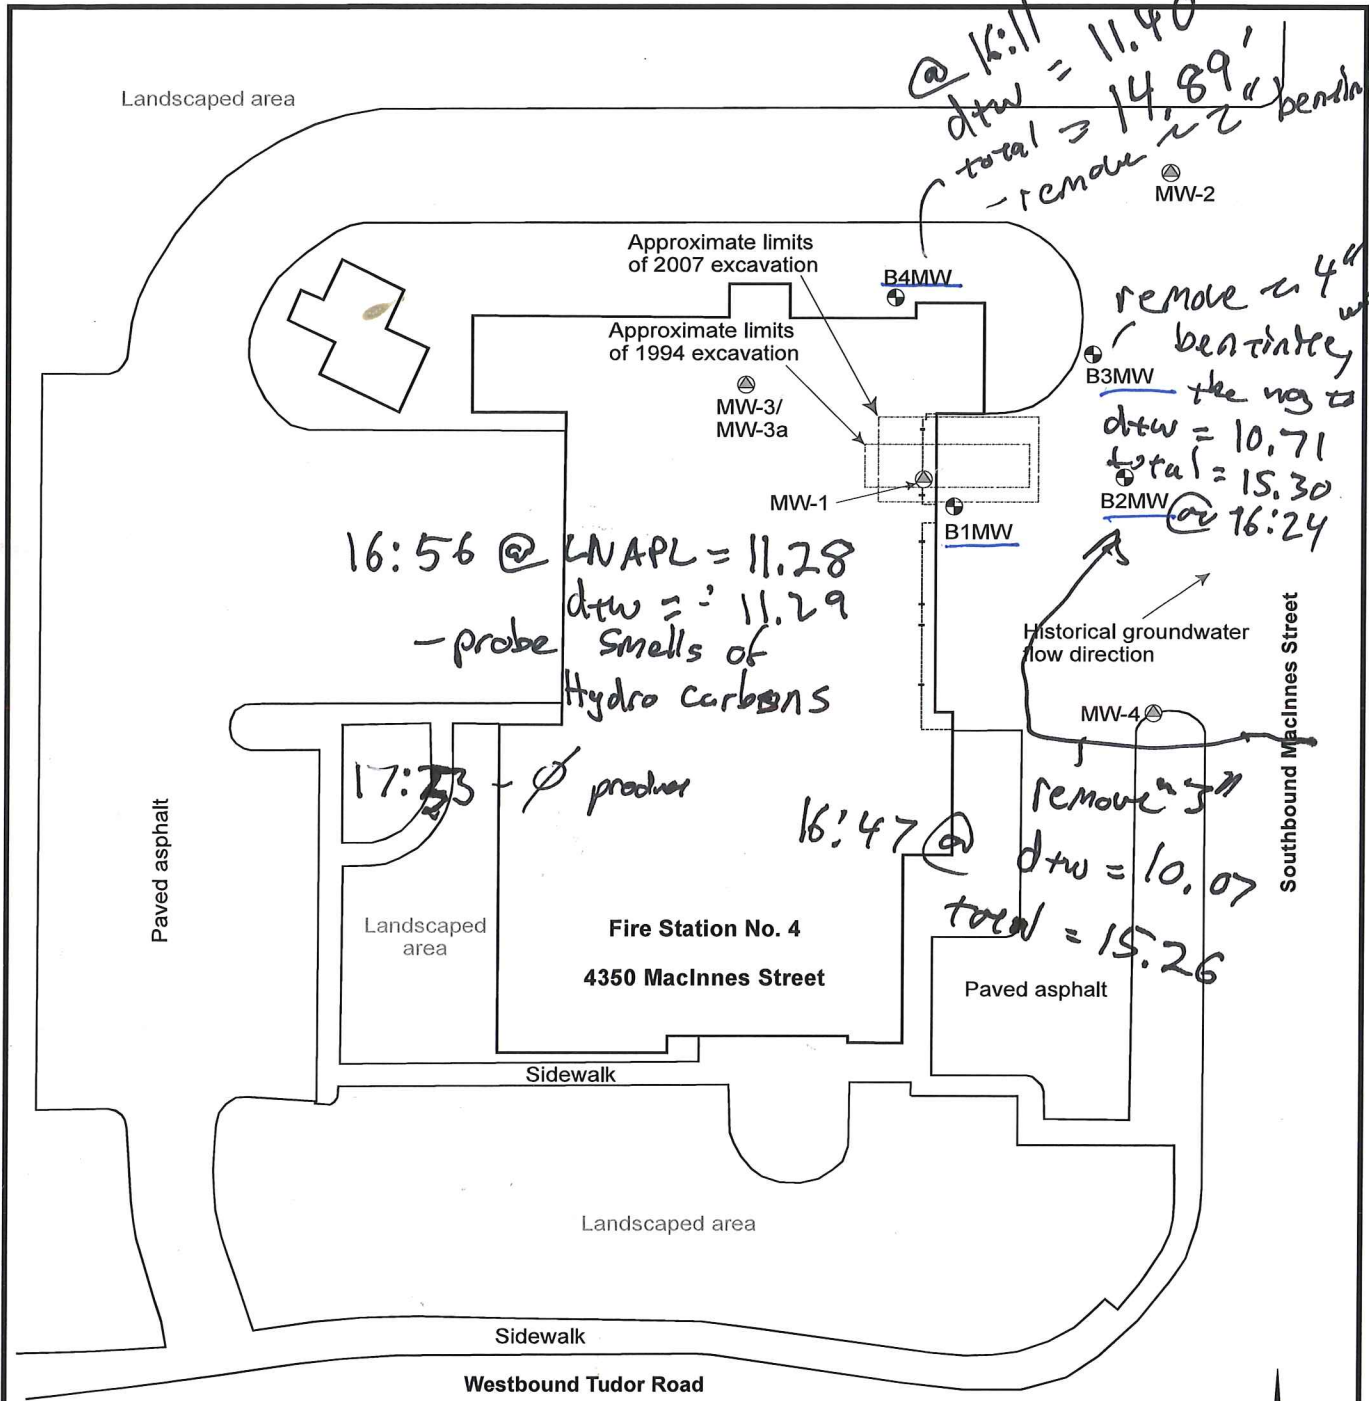 @ 16:11
dtw = 11.40'
total = 14.89'
- remove ~ 2"
Landscaped area
MW-2
Approximate limits
of 2007 excavation
B4MW
remove ~ 4"
Approximate limits
of 1994 excavation
B3MW
MW-3/
MW-3a
dtw = 10.71
total = 15.30
MW-1
B2MW
@ 16:24
B1MW
16:56 @ LNAPL = 11.28
dtw = 11.29
- probe smells of
Hydro carbons
Historical groundwater
flow direction
Southbound MacInnes Street
MW-4
- Ø product
remove ~ 3"
16:47 @
dtw = 10.07
total = 15.26
Paved asphalt
Landscaped
area
Fire Station No. 4
4350 MacInnes Street
Paved asphalt
Sidewalk
Landscaped area
Sidewalk
Westbound Tudor Road